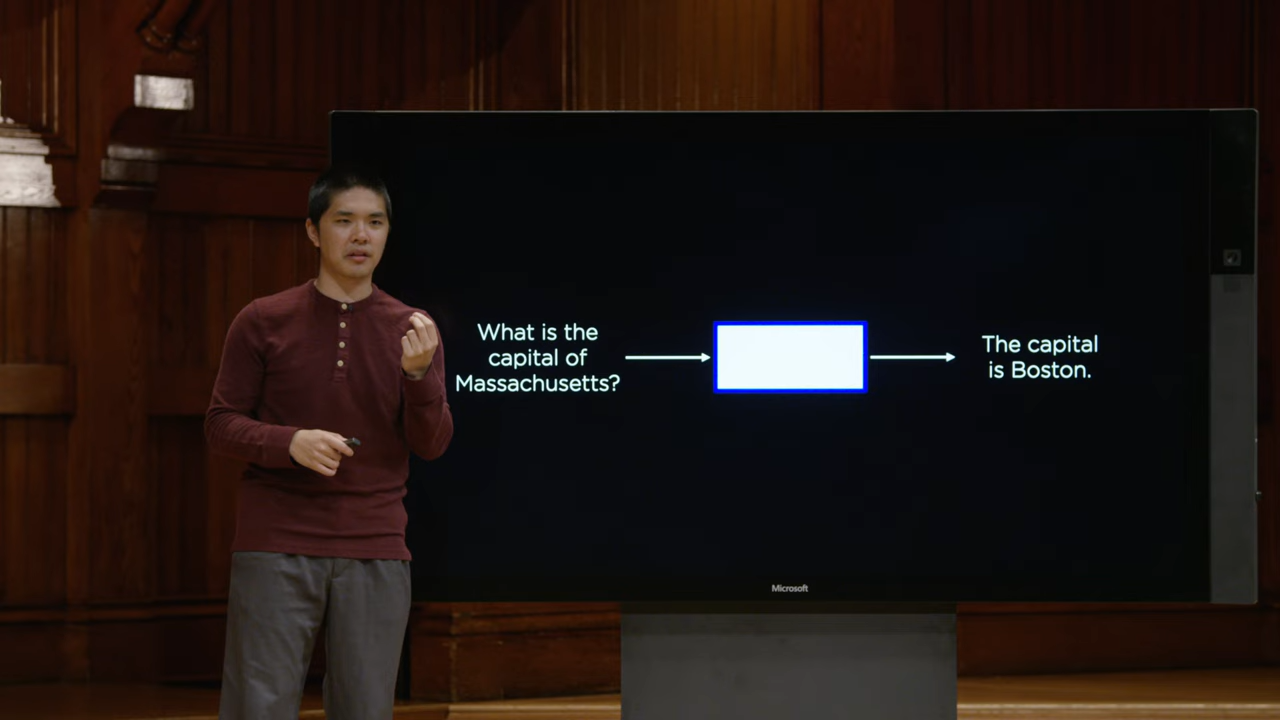 What is the
capital of
Massachusetts?
The capital
is Boston.
Microsoft